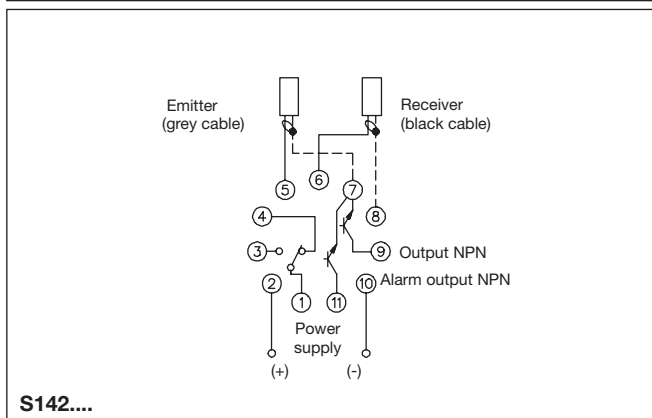 Emitter
(grey cable)
Receiver
(black cable)
5
6
7
8
4
3
9 Output NPN
2
10 Alarm output NPN
1
11
Power
supply
(+)
(-)
S142....